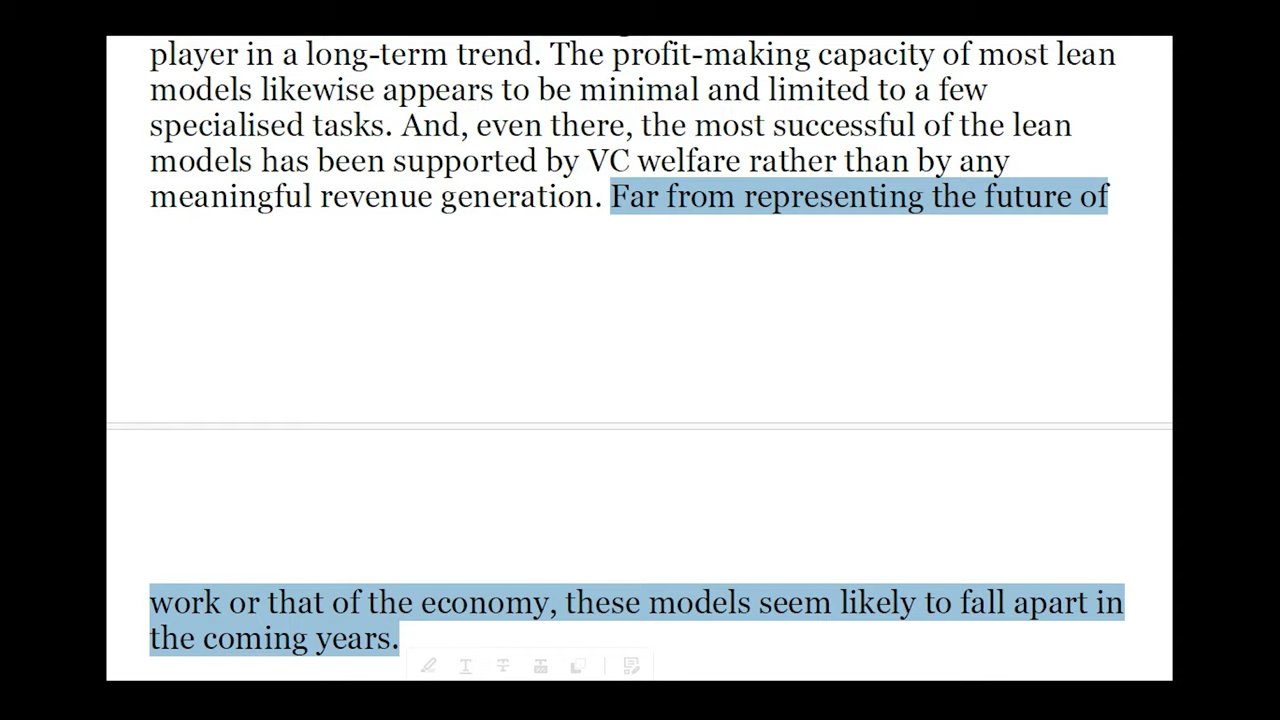 player in a long-term trend. The profit-making capacity of most lean
models likewise appears to be minimal and limited to a few
specialised tasks. And, even there, the most successful of the lean
models has been supported by VC welfare rather than by any
meaningful revenue generation. Far from representing the future of
work or that of the economy, these models seem likely to fall apart in
the coming years.